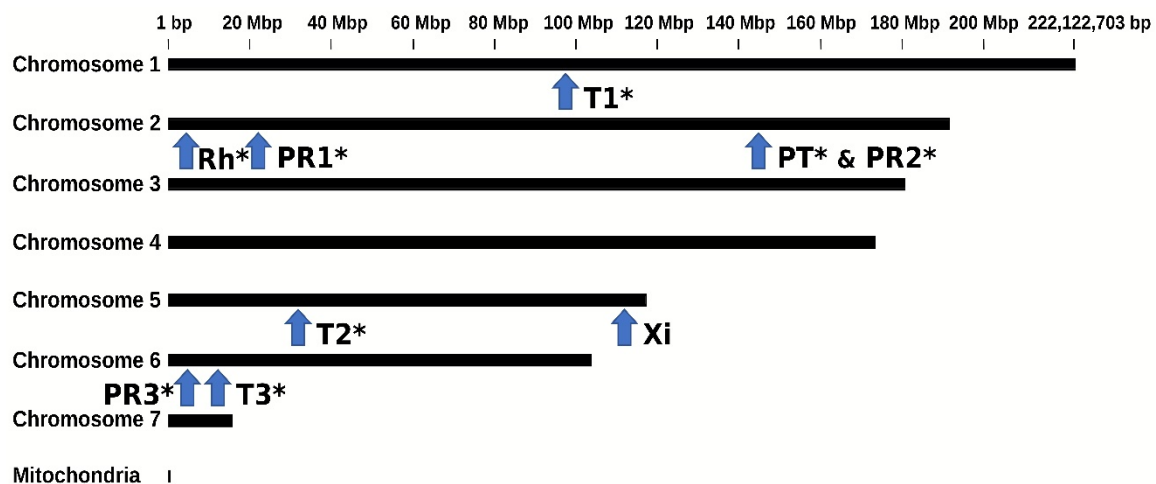 1 bp 20 Mbp 40 Mbp 60 Mbp 80 Mbp 100 Mbp 120 Mbp 140 Mbp 160 Mbp 180 Mbp 200 Mbp 222,122,703 bp
Chromosome 1
T1*
Chromosome 2
Rh* PR1* PT* & PR2*
Chromosome 3
Chromosome 4
Chromosome 5
T2* Xi
Chromosome 6
PR3* T3*
Chromosome 7
Mitochondria